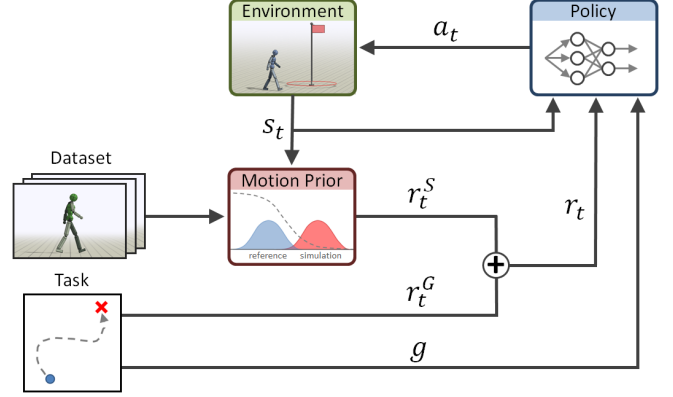 Environment
Policy
a_t
s_t
Dataset
Motion Prior
reference
simulation
r_t^S
r_t
+
Task
r_t^G
g